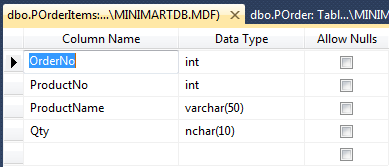 dbo.POrderItems:...\MINIMARTDB.MDF) X dbo.POrder: Tabl...\MINIM
Column Name Data Type Allow Nulls
OrderNo int
ProductNo int
ProductName varchar(50)
Qty nchar(10)